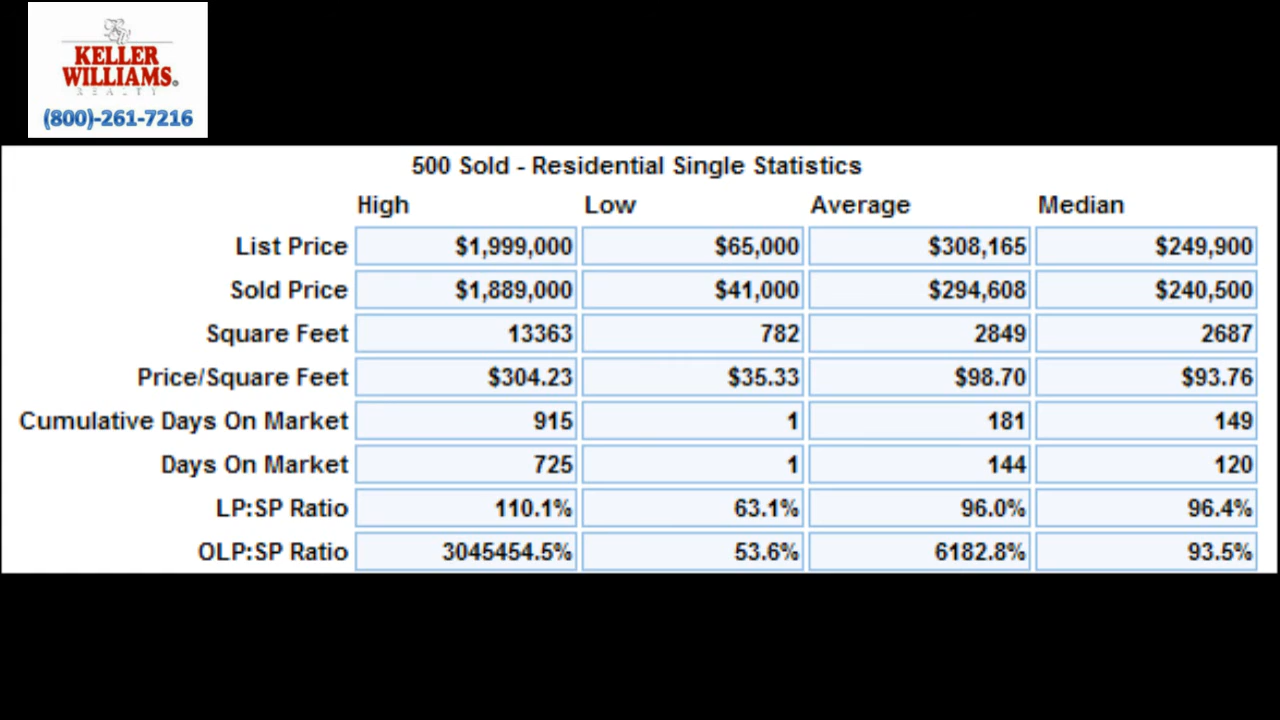 KELLER
WILLIAMS.
REALTY
(800)-261-7216
500 Sold - Residential Single Statistics
High Low Average Median
List Price $1,999,000 $65,000 $308,165 $249,900
Sold Price $1,889,000 $41,000 $294,608 $240,500
Square Feet 13363 782 2849 2687
Price/Square Feet $304.23 $35.33 $98.70 $93.76
Cumulative Days On Market 915 1 181 149
Days On Market 725 1 144 120
LP:SP Ratio 110.1% 63.1% 96.0% 96.4%
OLP:SP Ratio 3045454.5% 53.6% 6182.8% 93.5%